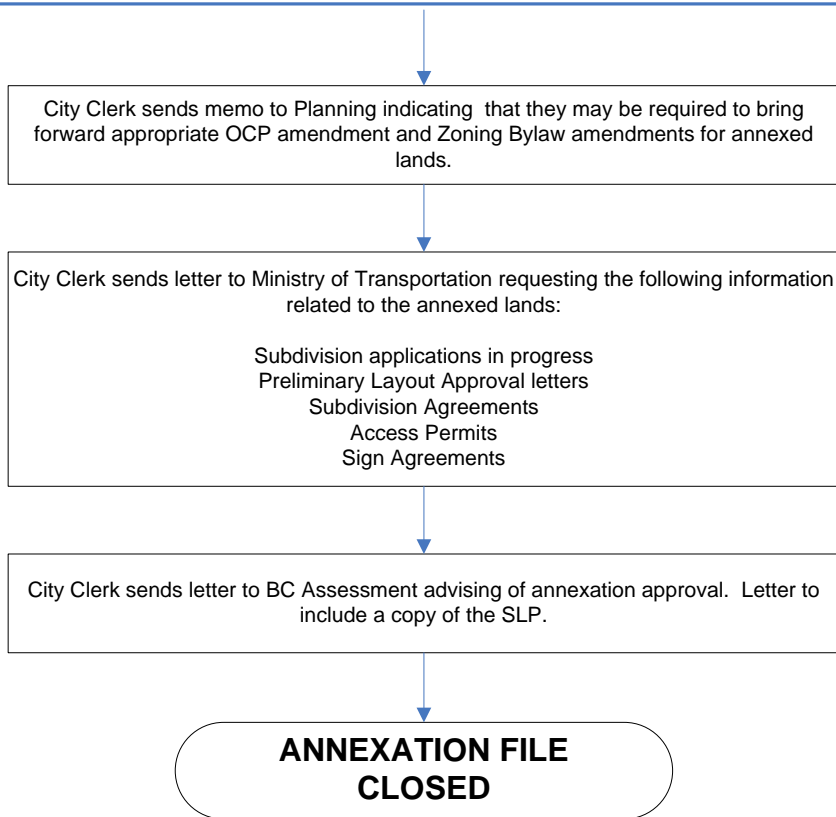 City Clerk sends memo to Planning indicating  that they may be required to bring
forward appropriate OCP amendment and Zoning Bylaw amendments for annexed
lands.
City Clerk sends letter to Ministry of Transportation requesting the following information
related to the annexed lands:
Subdivision applications in progress
Preliminary Layout Approval letters
Subdivision Agreements
Access Permits
Sign Agreements
City Clerk sends letter to BC Assessment advising of annexation approval.  Letter to
include a copy of the SLP.
ANNEXATION FILE
CLOSED